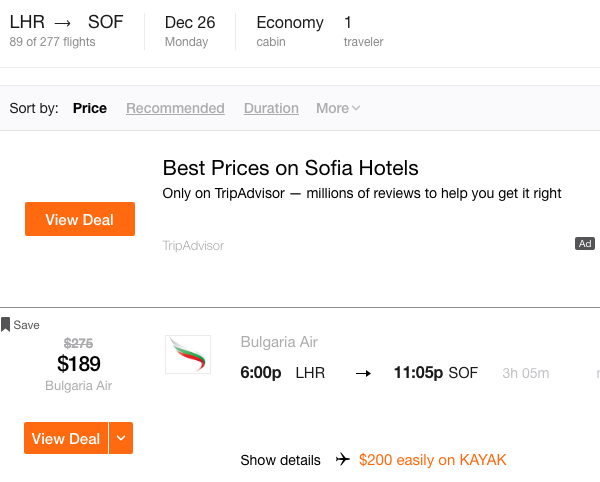 LHR → SOF Dec 26 Economy 1
89 of 277 flights Monday cabin traveler
Sort by: Price Recommended Duration More
Best Prices on Sofia Hotels
Only on TripAdvisor — millions of reviews to help you get it right
View Deal
TripAdvisor Ad
Save
$275
$189
Bulgaria Air
Bulgaria Air
6:00p LHR → 11:05p SOF 3h 05m
View Deal
Show details $200 easily on KAYAK